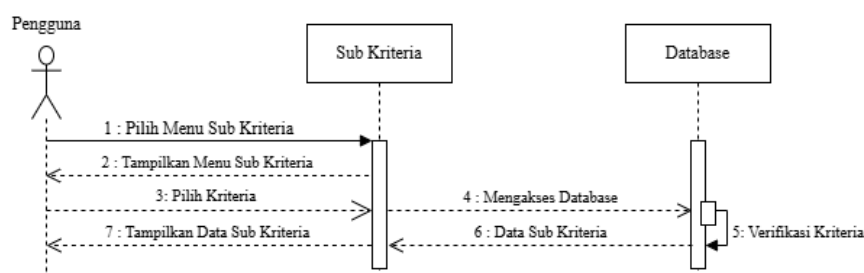 Pengguna
Sub Kriteria
Database
1 : Pilih Menu Sub Kriteria
2 : Tampilkan Menu Sub Kriteria
3: Pilih Kriteria
4 : Mengakses Database
5: Verifikasi Kriteria
6 : Data Sub Kriteria
7 : Tampilkan Data Sub Kriteria